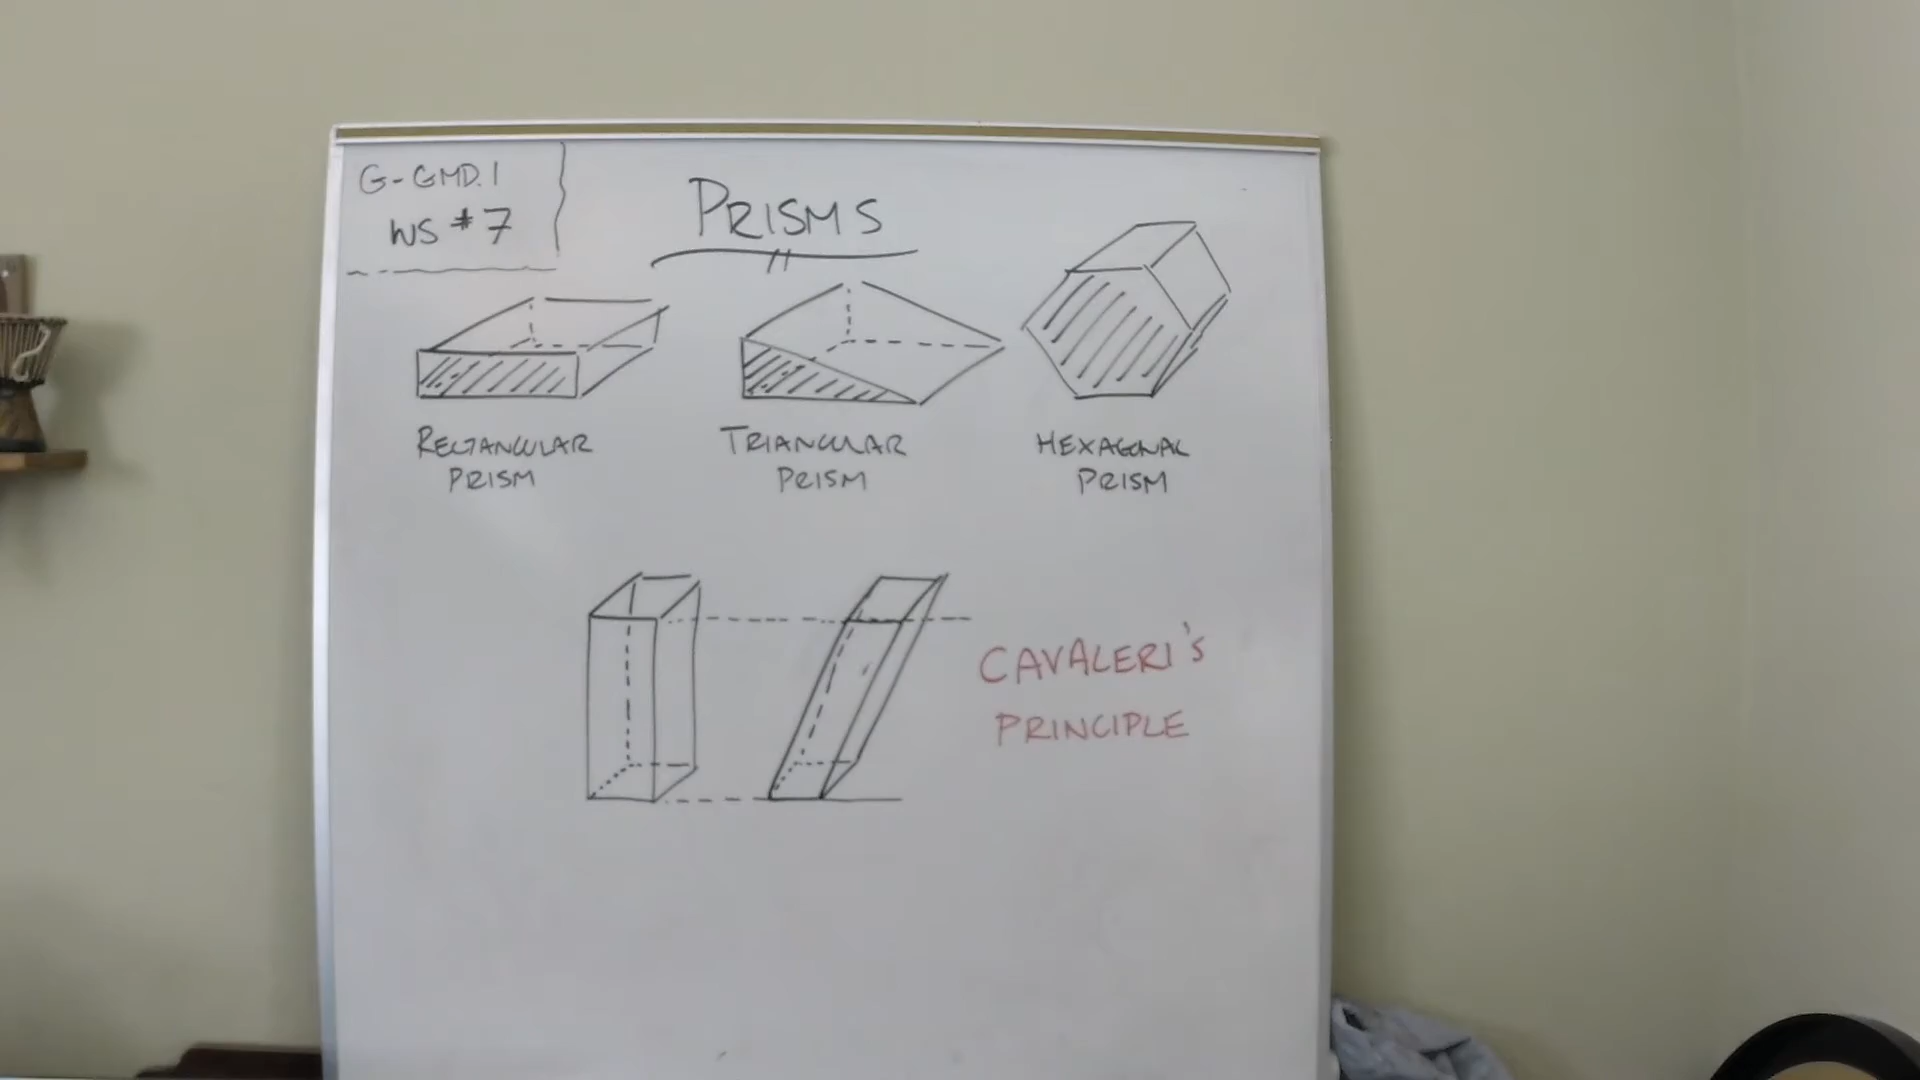 G-GMD.1
WS #7
PRISMS
RECTANGULAR
PRISM
TRIANGULAR
PRISM
HEXAGONAL
PRISM
CAVALERI'S
PRINCIPLE